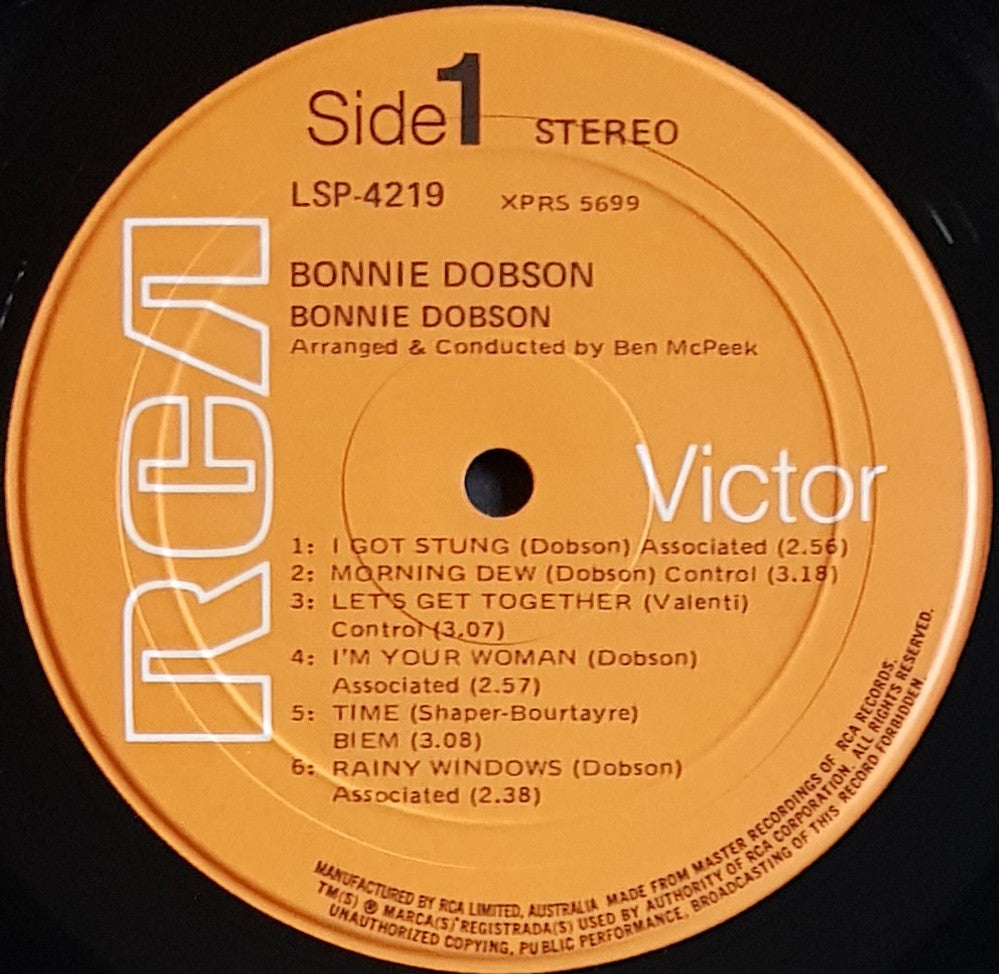 Side 1 STEREO
LSP-4219 XPRS 5699
BONNIE DOBSON
BONNIE DOBSON
Arranged & Conducted by Ben McPeek
RCA
Victor
1: I GOT STUNG (Dobson) Associated (2.56)
2: MORNING DEW (Dobson) Control (3.18)
3: LET'S GET TOGETHER (Valenti)
Control (3.07)
4: I'M YOUR WOMAN (Dobson)
Associated (2.57)
5: TIME (Shaper-Bourtayre)
BIEM (3.08)
6: RAINY WINDOWS (Dobson)
Associated (2.38)
MANUFACTURED BY RCA LIMITED, AUSTRALIA MADE FROM MASTER RECORDINGS OF RCA RECORDS.
TM(S) ® MARCA(S) REGISTRADA(S) USED BY AUTHORITY OF RCA CORPORATION. ALL RIGHTS RESERVED.
UNAUTHORIZED COPYING, PUBLIC PERFORMANCE, BROADCASTING OF THIS RECORD FORBIDDEN.